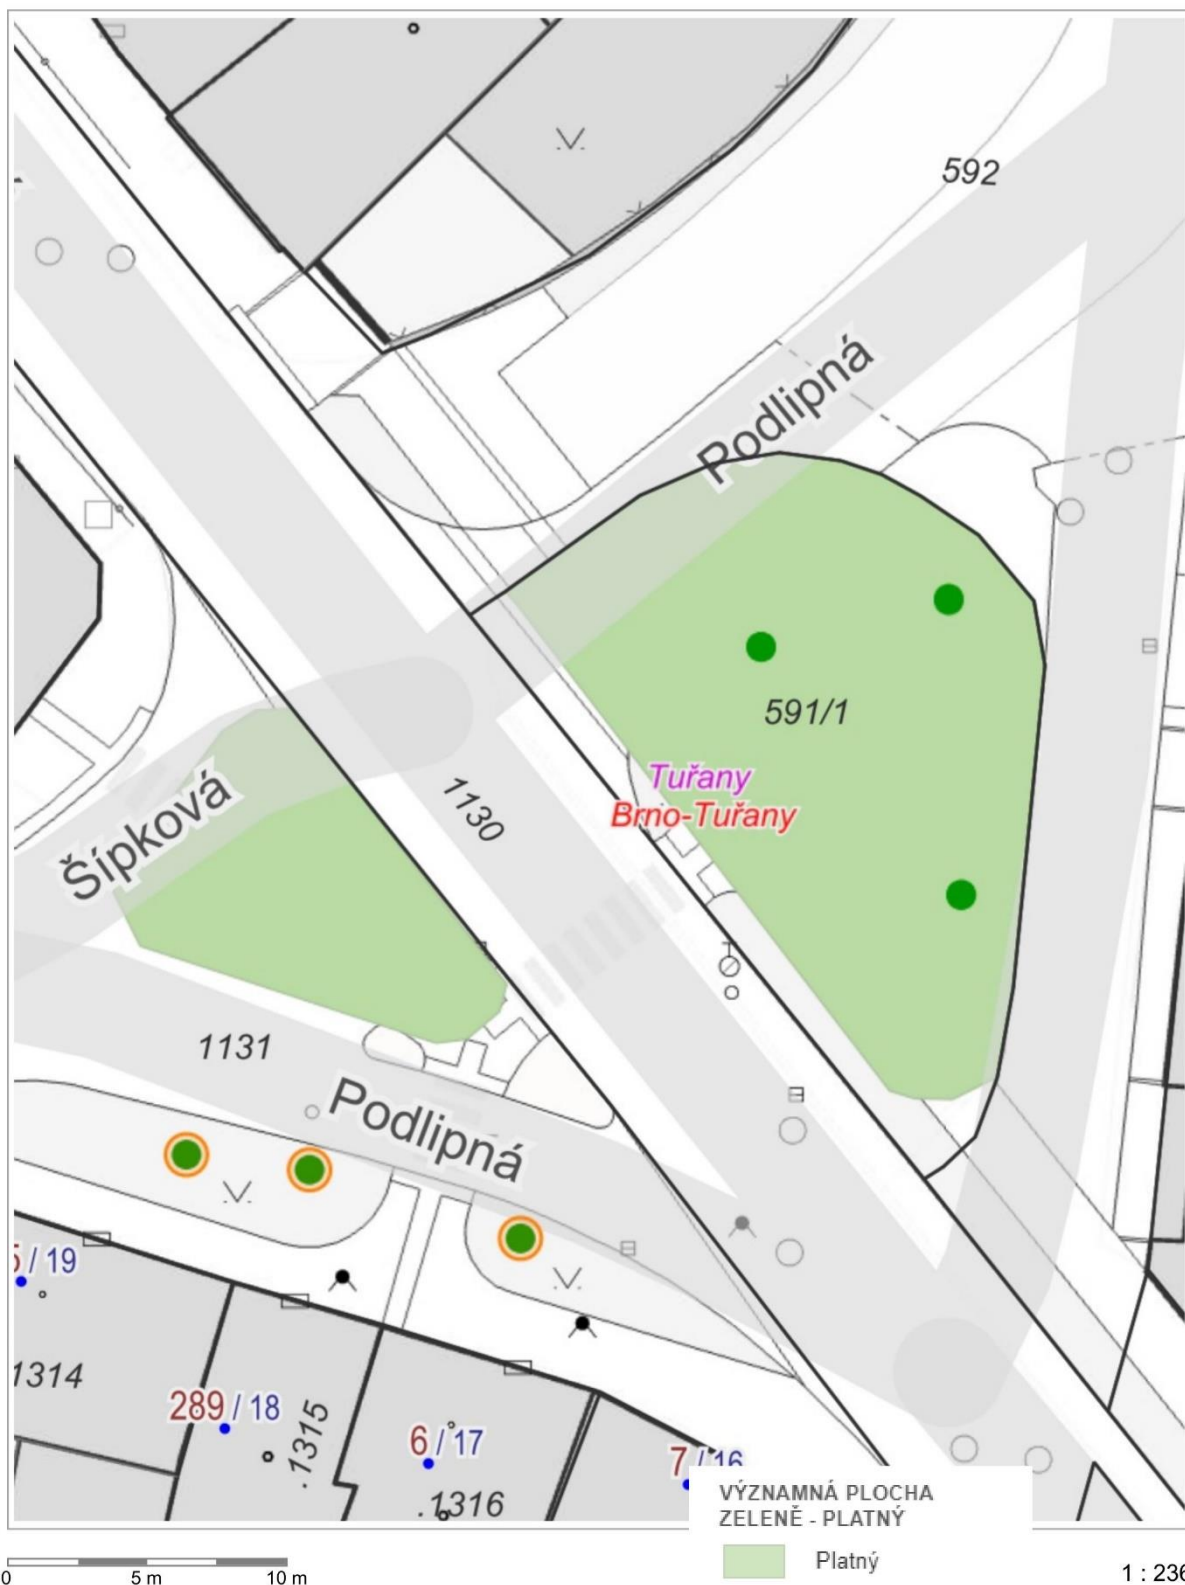 592
Podlipná
591/1
Tuřany
Brno-Tuřany
1130
Šípková
1131
Podlipná
/ 19
1314
289 / 18
.1315
6 / 17
.1316
7 / 16
VÝZNAMNÁ PLOCHA
ZELENĚ - PLATNÝ
Platný
0 5 m 10 m
1 : 236